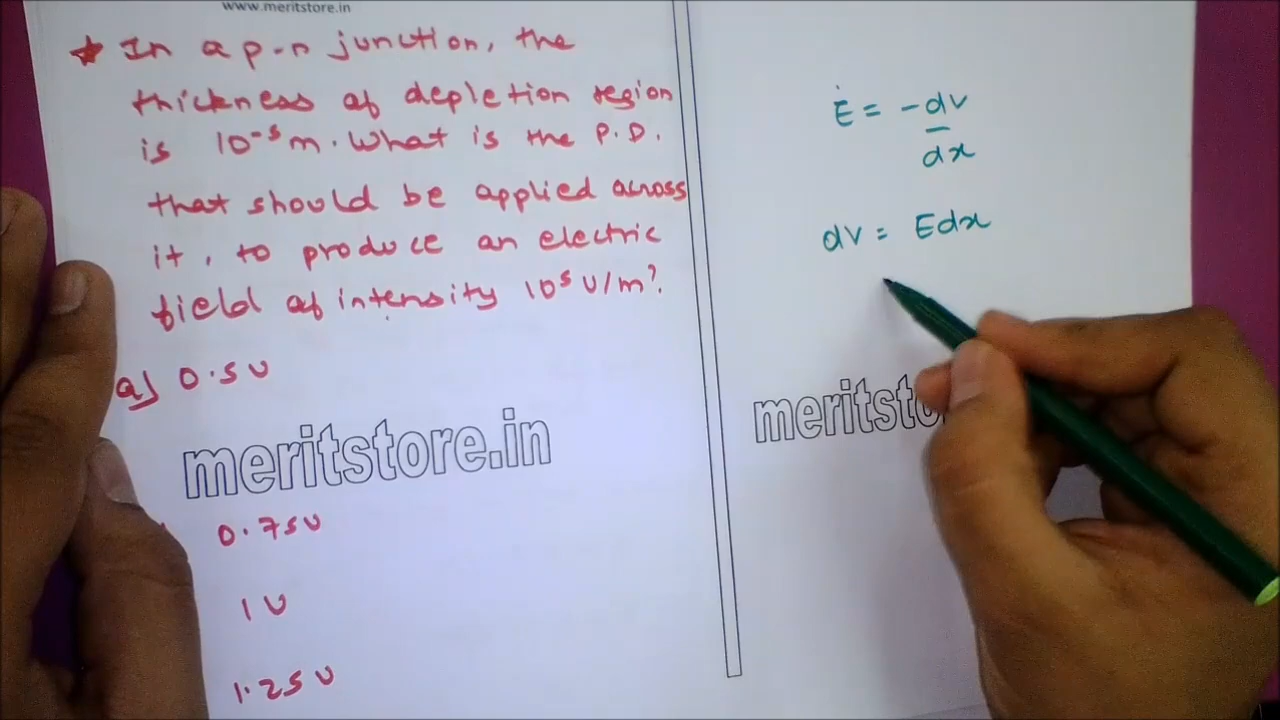 www.meritstore.in
★ In a p-n junction, the
thickness of depletion region
is 10⁻⁵ m. What is the P.D.
that should be applied across
it, to produce an electric
field of intensity 10⁵ V/m?
a) 0.5 V
meritstore.in
0.75 V
1 V
1.25 V
E = -dv
dx
dv = Edx